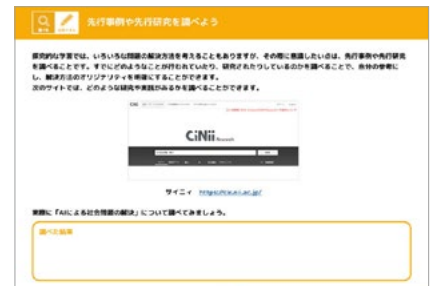 先行事例や先行研究を調べよう
探究的な学習では、いろいろな問題の解決方法を考えることもありますが、その際に意識したいのは、先行事例や先行研究
を調べることです。すでにどのようなことが行われていたり、研究されたりしているのかを調べることで、自分の参考に
し、解決方法のオリジナリティを明確にすることができます。
次のサイトでは、どのような研究や実践があるかを調べることができます。
CiNii Research
サイニィ https://cir.nii.ac.jp/
実際に「AIによる社会問題の解決」について調べてみましょう。
調べた結果